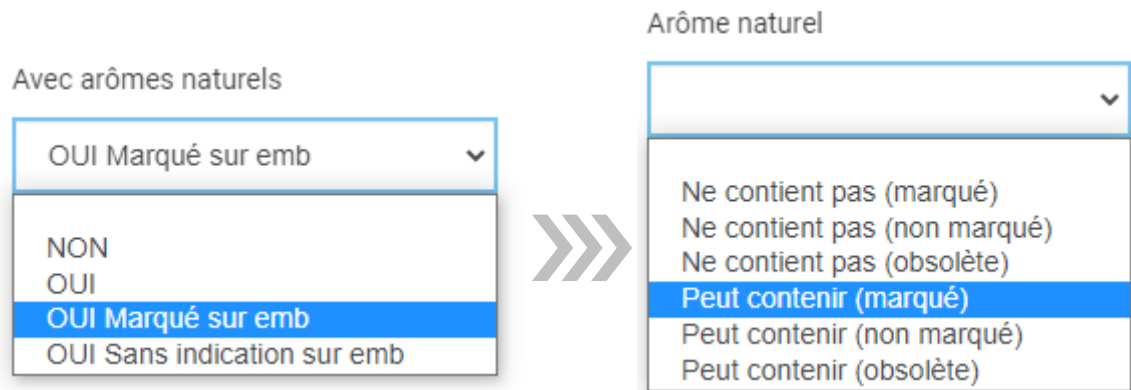 Avec arômes naturels
OUI Marqué sur emb
NON
OUI
OUI Marqué sur emb
OUI Sans indication sur emb
Arôme naturel
Ne contient pas (marqué)
Ne contient pas (non marqué)
Ne contient pas (obsolète)
Peut contenir (marqué)
Peut contenir (non marqué)
Peut contenir (obsolète)